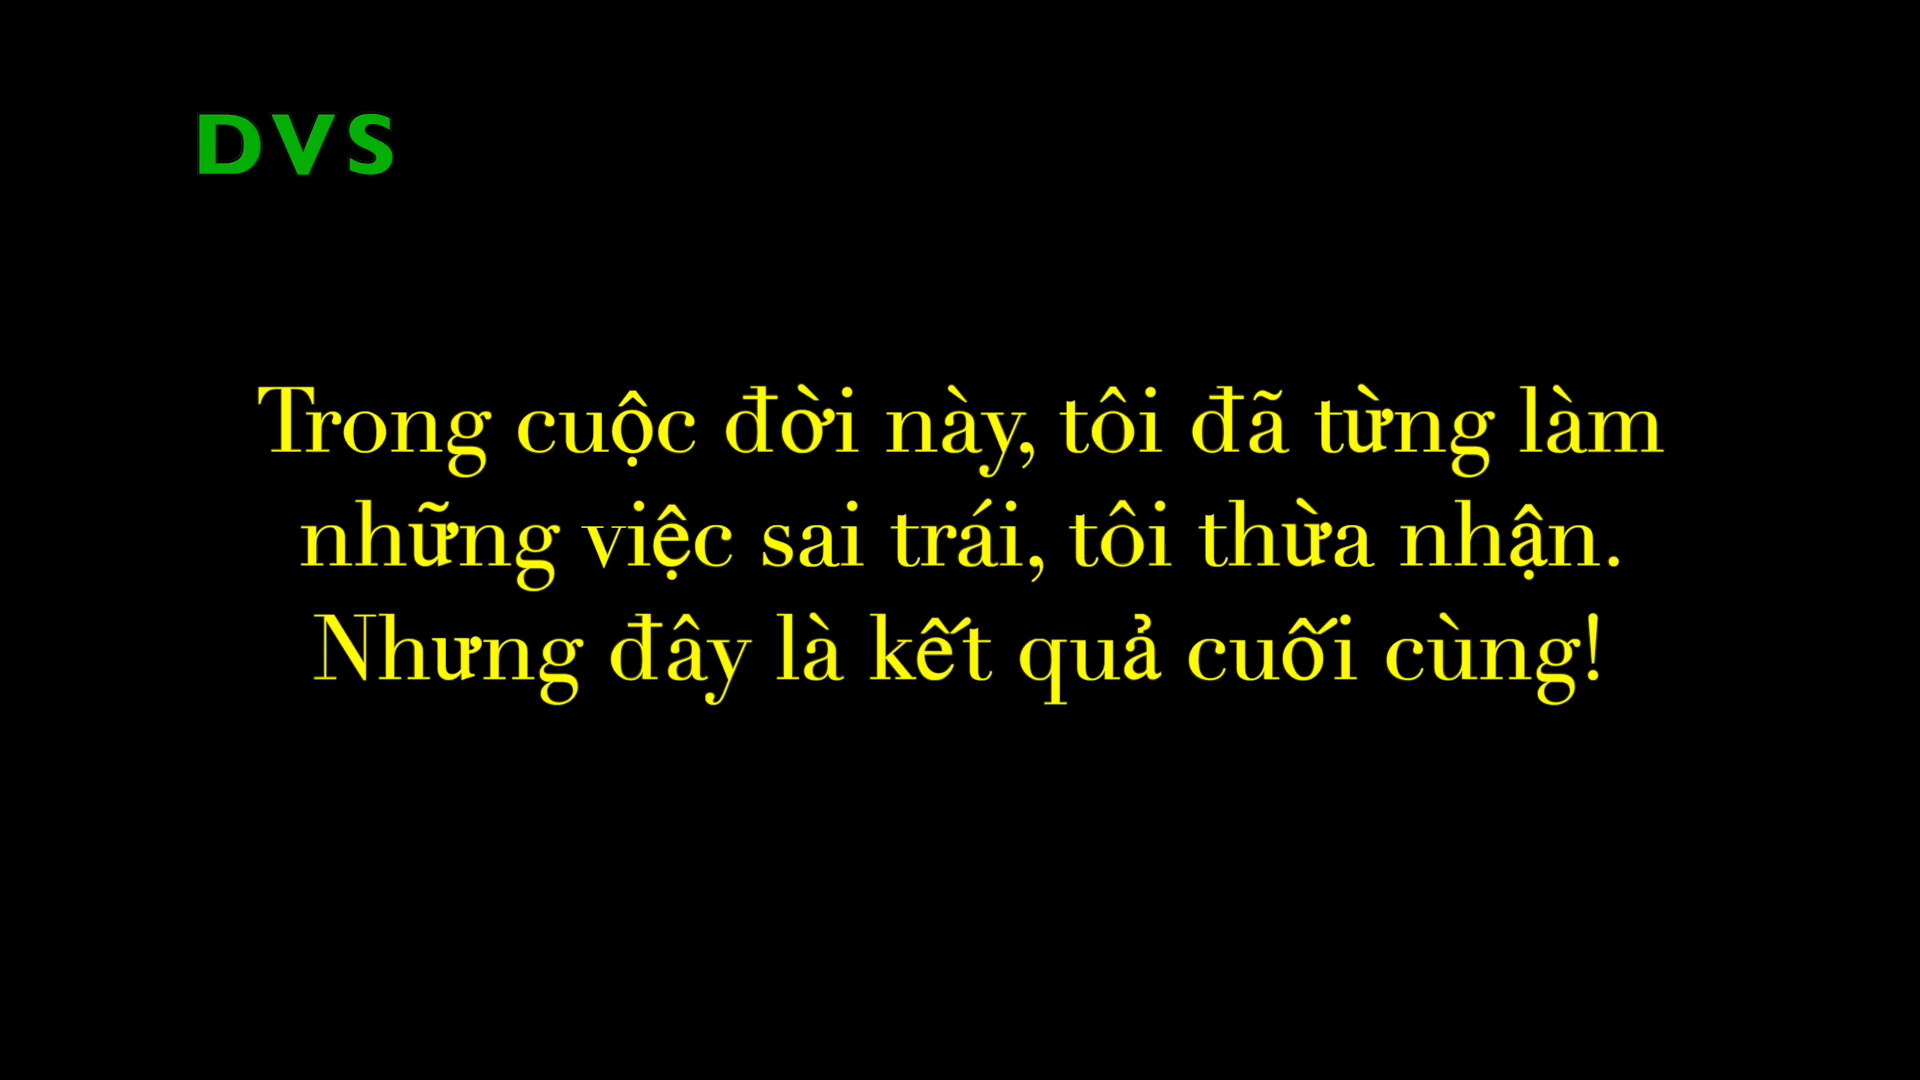 DVS
Trong cuộc đời này, tôi đã từng làm
những việc sai trái, tôi thừa nhận.
Nhưng đây là kết quả cuối cùng!